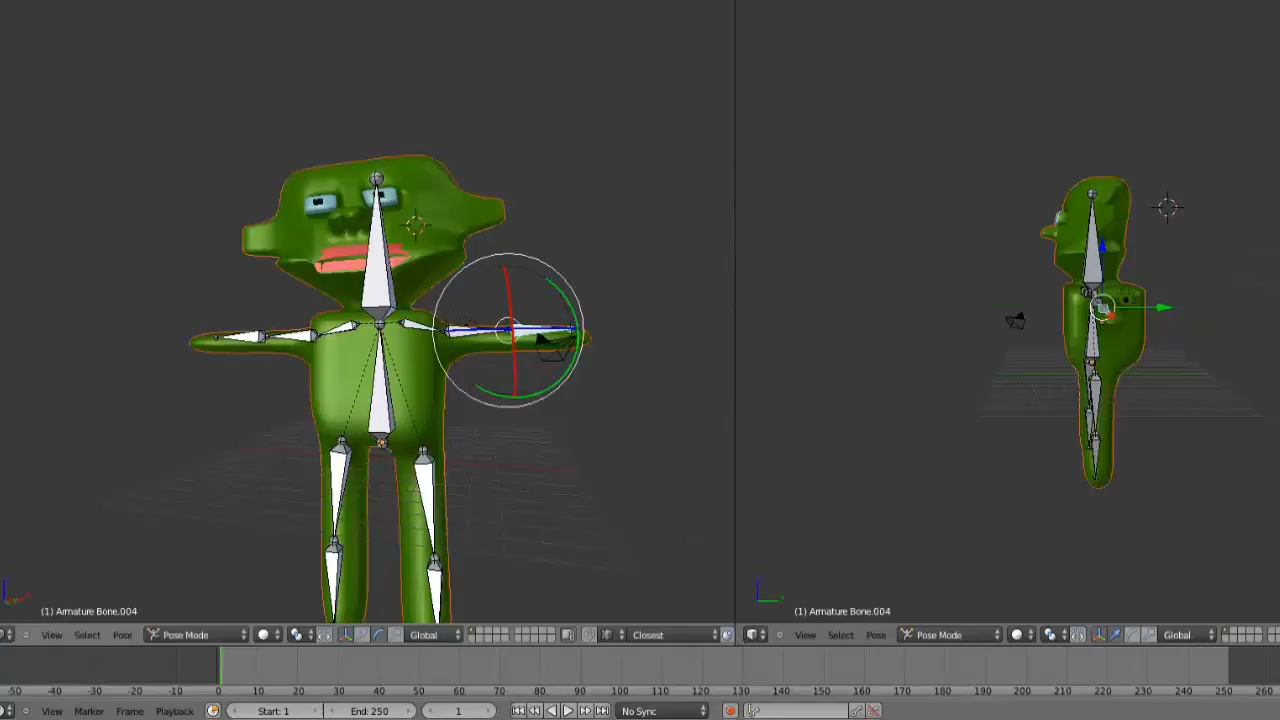 (1) Armature Bone.004
(1) Armature Bone.004
View Select Pose Pose Mode Global Closest
View Select Pose Pose Mode Global
-50 -40 -30 -20 -10 0 10 20 30 40 50 60 70 80 90 100 110 120 130 140 150 160 170 180 190 200 210 220 230 240 250 260
View Marker Frame Playback Start: 1 End: 250 1 No Sync